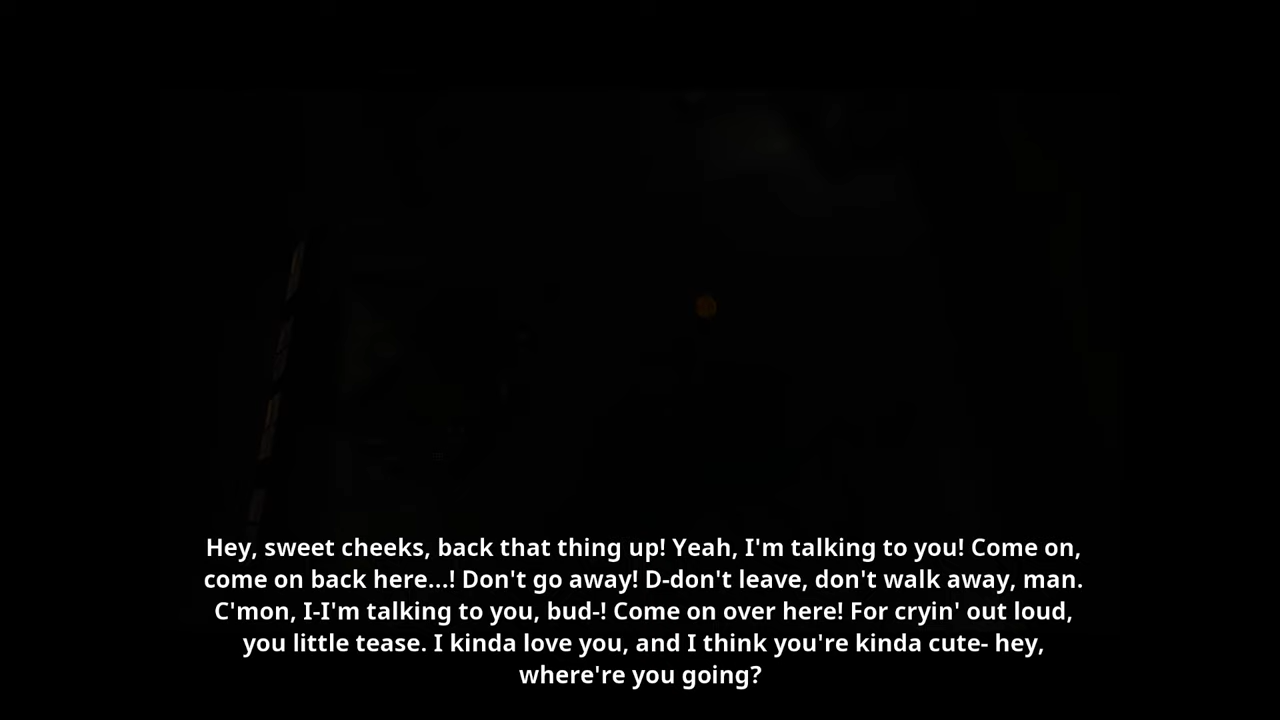 Hey, sweet cheeks, back that thing up! Yeah, I'm talking to you! Come on,
come on back here...! Don't go away! D-don't leave, don't walk away, man.
C'mon, I-I'm talking to you, bud-! Come on over here! For cryin' out loud,
you little tease. I kinda love you, and I think you're kinda cute- hey,
where're you going?